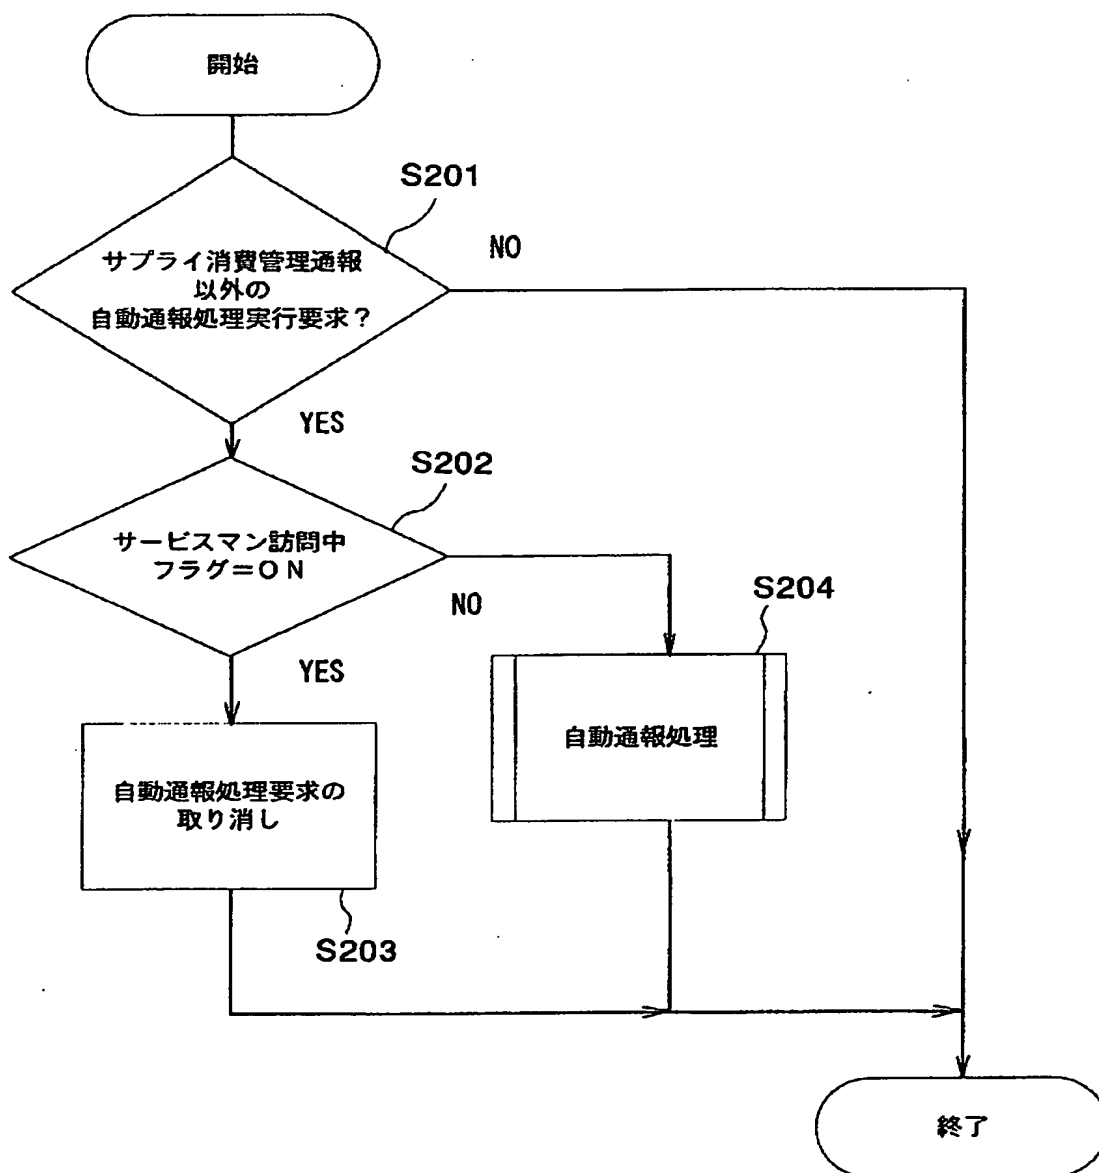 開始
S201
サプライ消費管理通報
以外の
自動通報処理実行要求？
NO
YES
S202
サービスマン訪問中
フラグ＝ＯＮ
NO
YES
S204
自動通報処理
自動通報処理要求の
取り消し
S203
終了